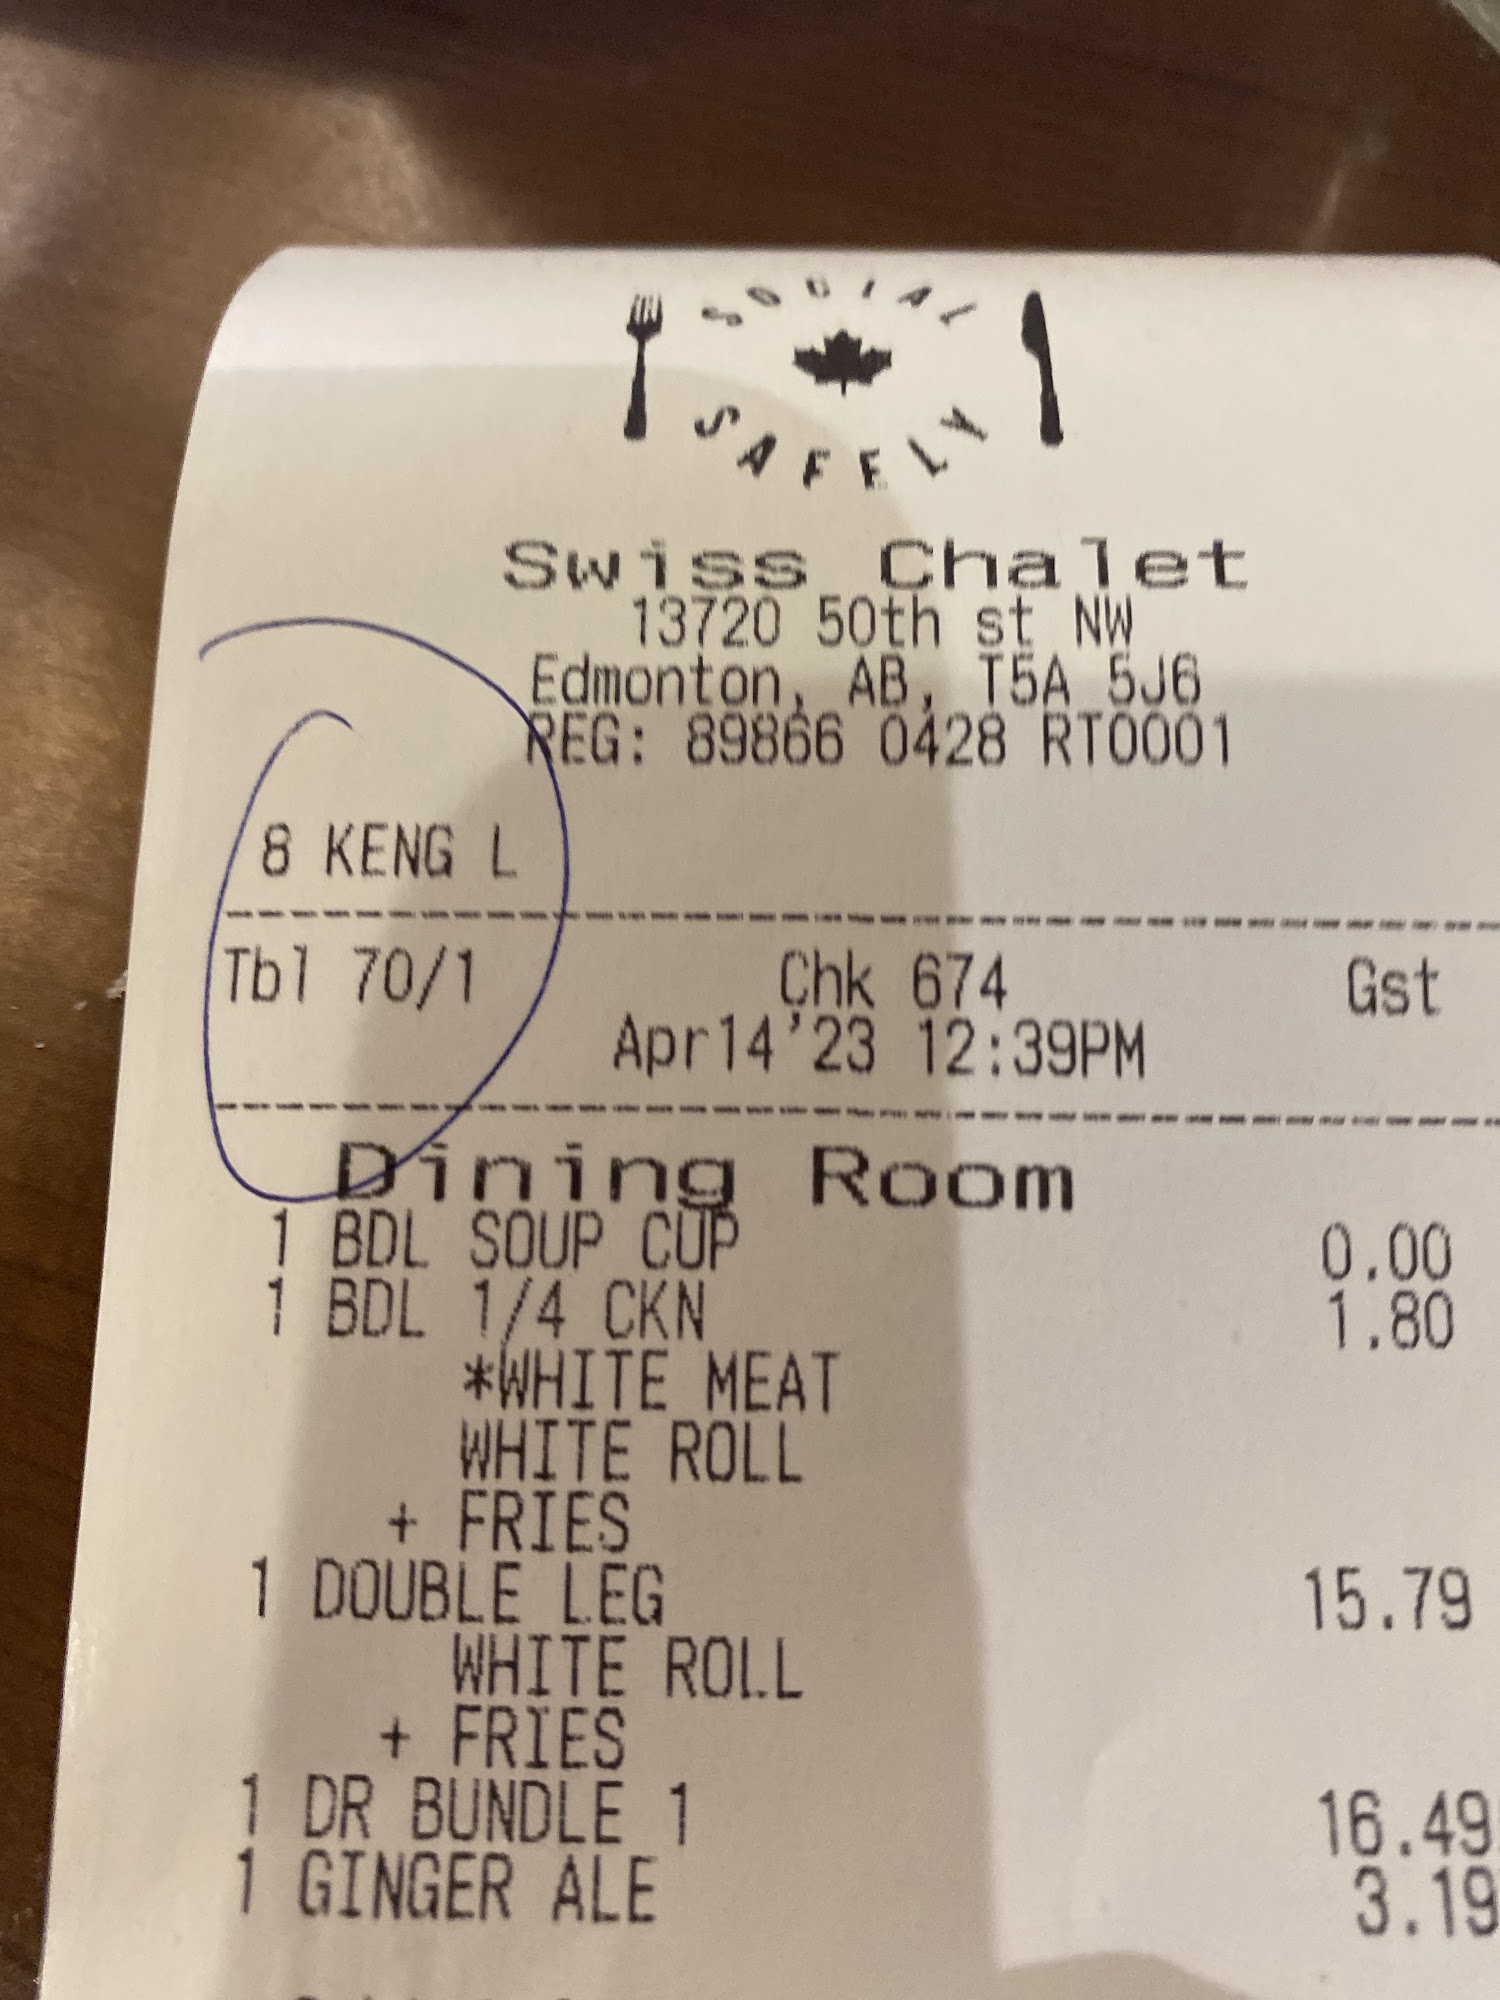 SOCIAL
SAFELY
Swiss Chalet
13720 50th st NW
Edmonton, AB, T5A 5J6
REG: 89866 0428 RT0001
8 KENG L
Tbl 70/1 Chk 674 Gst
Apr14'23 12:39PM
Dining Room
1 BDL SOUP CUP 0.00
1 BDL 1/4 CKN 1.80
*WHITE MEAT
WHITE ROLL
+ FRIES
1 DOUBLE LEG 15.79
WHITE ROLL
+ FRIES
1 DR BUNDLE 1 16.49
1 GINGER ALE 3.19